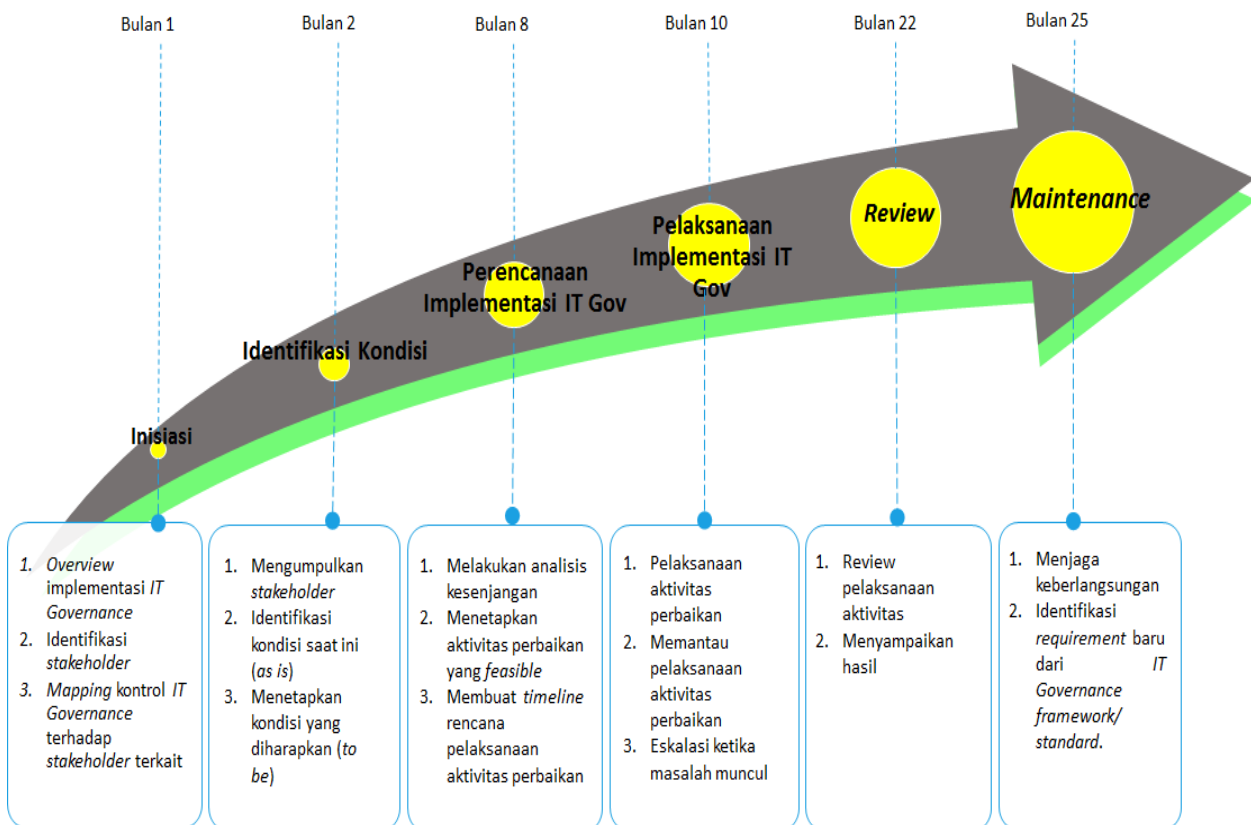 Bulan 1
Bulan 2
Bulan 8
Bulan 10
Bulan 22
Bulan 25
Inisiasi
Identifikasi Kondisi
Perencanaan
Implementasi IT Gov
Pelaksanaan
Implementasi IT
Gov
Review
Maintenance
1. Overview
implementasi IT
Governance
2. Identifikasi
stakeholder
3. Mapping kontrol IT
Governance
terhadap
stakeholder terkait
1. Mengumpulkan
stakeholder
2. Identifikasi
kondisi saat ini
(as is)
3. Menetapkan
kondisi yang
diharapkan (to
be)
1. Melakukan analisis
kesenjangan
2. Menetapkan
aktivitas perbaikan
yang feasible
3. Membuat timeline
rencana
pelaksanaan
aktivitas perbaikan
1. Pelaksanaan
aktivitas
perbaikan
2. Memantau
pelaksanaan
aktivitas
perbaikan
3. Eskalasi ketika
masalah muncul
1. Review
pelaksanaan
aktivitas
2. Menyampaikan
hasil
1. Menjaga
keberlangsungan
2. Identifikasi
requirement baru
dari IT
Governance
framework/
standard.